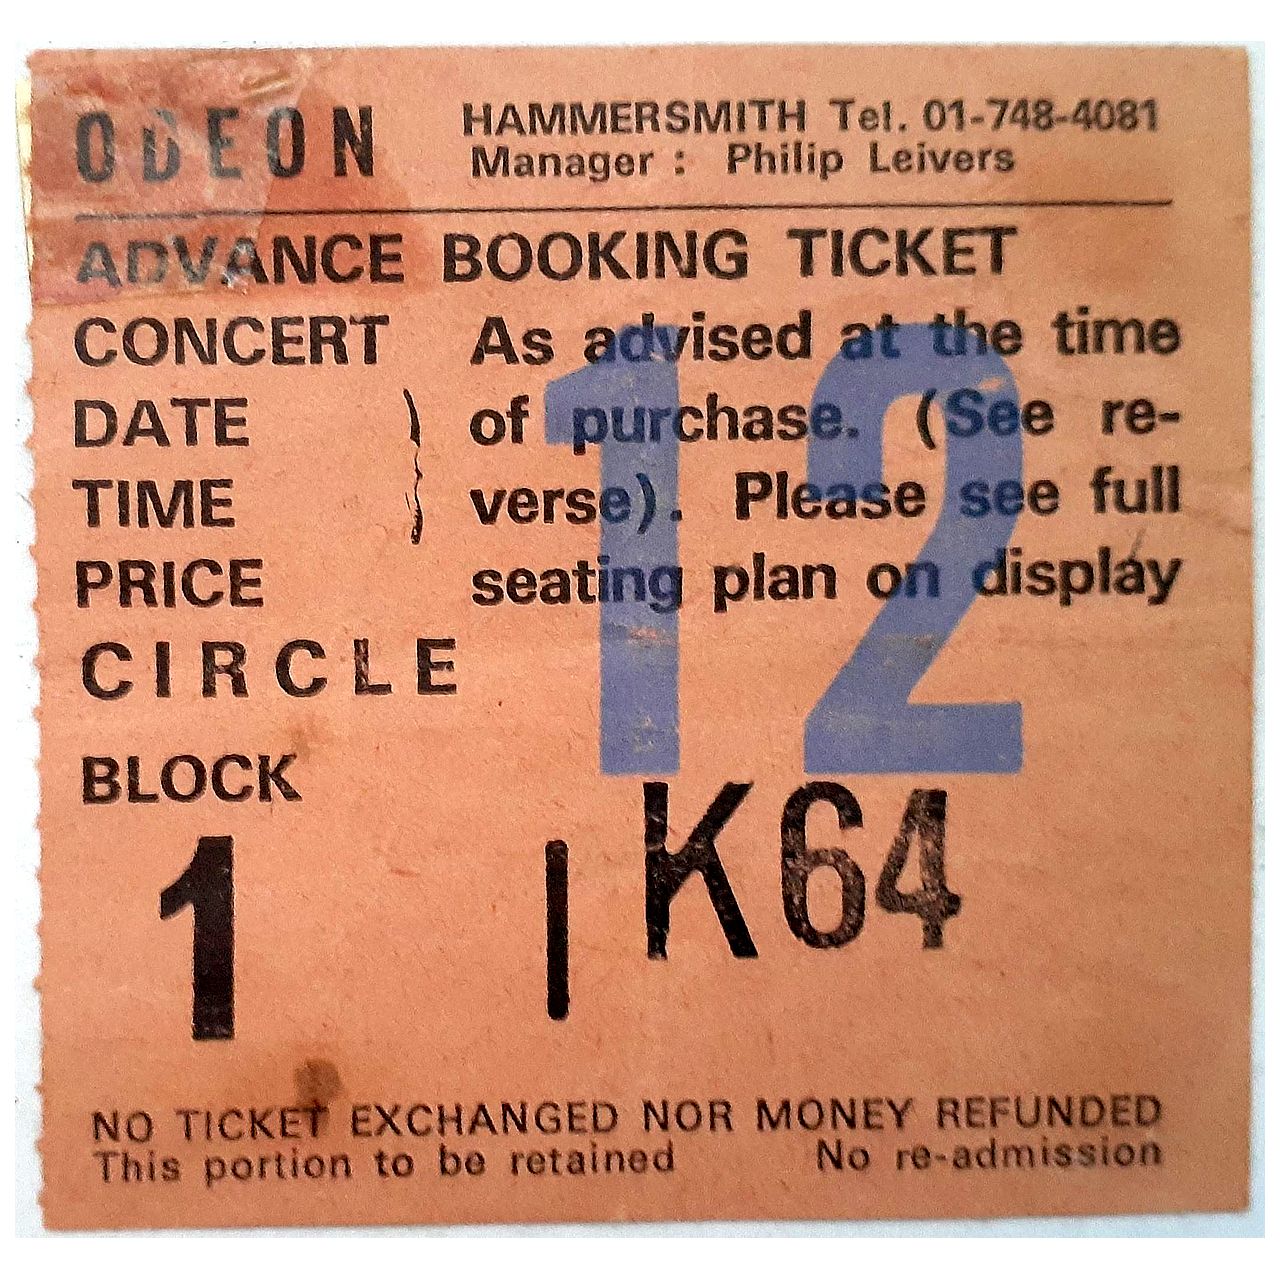 ODEON HAMMERSMITH Tel. 01-748-4081
Manager : Philip Leivers
ADVANCE BOOKING TICKET
CONCERT As advised at the time
DATE ) of purchase. (See re-
TIME verse). Please see full
PRICE seating plan on display
12
CIRCLE
BLOCK
1 | K64
NO TICKET EXCHANGED NOR MONEY REFUNDED
This portion to be retained No re-admission